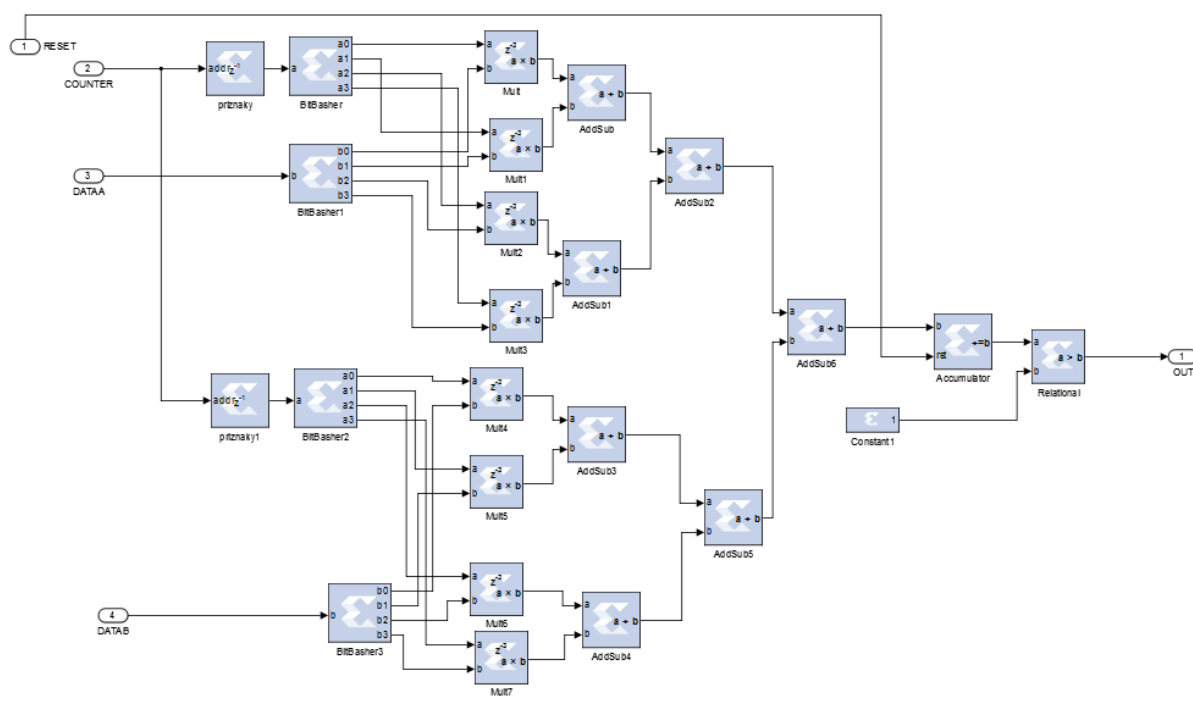 1 RESET
2
COUNTER
addr z⁻¹
priznaky
a a0
a1
a2
a3
BitBasher
3
DATAA
b b0
b1
b2
b3
BitBasher1
a z⁻³
b a × b
Mult
a z⁻³
b a × b
Mult1
a z⁻³
b a × b
Mult2
a z⁻³
b a × b
Mult3
a
b a + b
AddSub
a
b a + b
AddSub1
a
b a + b
AddSub2
a
b a + b
AddSub6
b
+=b
rst
Accumulator
a
a > b
b
Relational
1
OUT
1
Constant1
addr z⁻¹
priznaky1
a a0
a1
a2
a3
BitBasher2
4
DATAB
b b0
b1
b2
b3
BitBasher3
a z⁻³
b a × b
Mult4
a z⁻³
b a × b
Mult5
a z⁻³
b a × b
Mult6
a z⁻³
b a × b
Mult7
a
b a + b
AddSub3
a
b a + b
AddSub4
a
b a + b
AddSub5